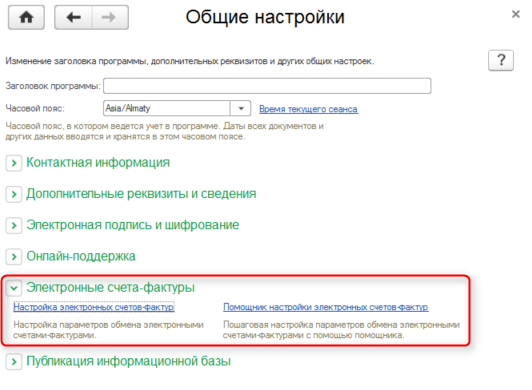 Общие настройки
Изменение заголовка программы, дополнительных реквизитов и других общих настроек.
?
Заголовок программы:
Часовой пояс: Asia/Almaty Время текущего сеанса
Часовой пояс, в котором ведется учет в программе. Даты всех документов и
других данных вводятся и хранятся в этом часовом поясе.
Контактная информация
Дополнительные реквизиты и сведения
Электронная подпись и шифрование
Онлайн-поддержка
Электронные счета-фактуры
Настройка электронных счетов-фактур Помощник настройки электронных счетов-фактур
Настройка параметров обмена электронными Пошаговая настройка параметров обмена электронными
счетами-фактурами. счетами-фактурами с помощью помощника.
Публикация информационной базы